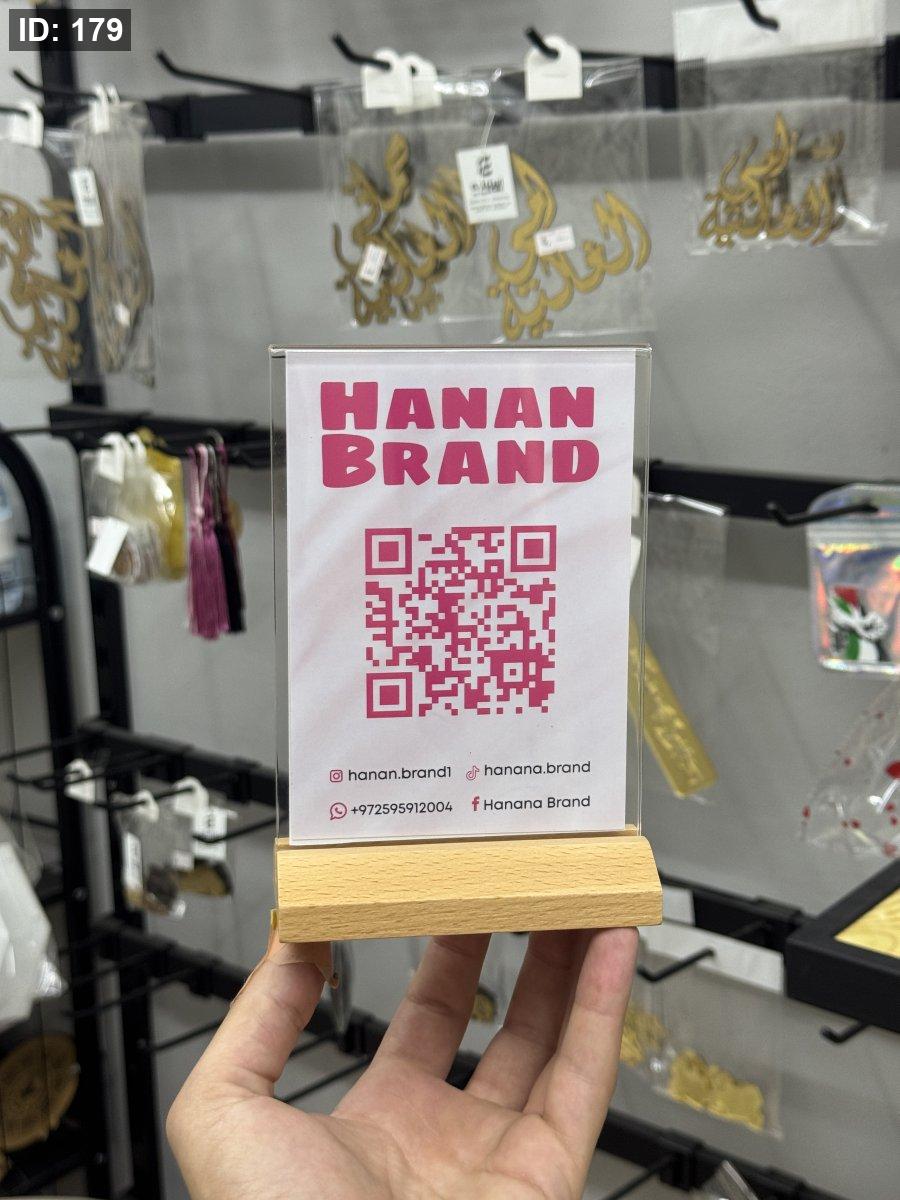 ID: 179
HANAN
BRAND
hanan.brand1
hanana.brand
+972595912004
Hanana Brand